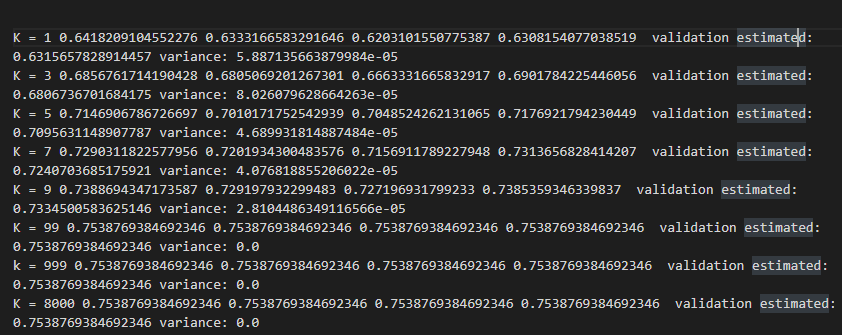 K = 1 0.6418209104552276 0.6333166583291646 0.6203101550775387 0.6308154077038519  validation estimated:
0.6315657828914457 variance: 5.887135663879984e-05
K = 3 0.6856761714190428 0.6805069201267301 0.6663331665832917 0.6901784225446056  validation estimated:
0.6806736701684175 variance: 8.026079628664263e-05
K = 5 0.7146906786726697 0.7010171752542939 0.7048524262131065 0.7176921794230449  validation estimated:
0.7095631148907787 variance: 4.689931814887484e-05
K = 7 0.7290311822577956 0.7201934300483576 0.7156911789227948 0.7313656828414207  validation estimated:
0.7240703685175921 variance: 4.076818855206022e-05
K = 9 0.7388694347173587 0.729197932299483 0.727196931799233 0.7385359346339837  validation estimated:
0.7334500583625146 variance: 2.8104486349116566e-05
K = 99 0.7538769384692346 0.7538769384692346 0.7538769384692346 0.7538769384692346  validation estimated:
0.7538769384692346 variance: 0.0
k = 999 0.7538769384692346 0.7538769384692346 0.7538769384692346 0.7538769384692346  validation estimated:
0.7538769384692346 variance: 0.0
K = 8000 0.7538769384692346 0.7538769384692346 0.7538769384692346 0.7538769384692346  validation estimated:
0.7538769384692346 variance: 0.0